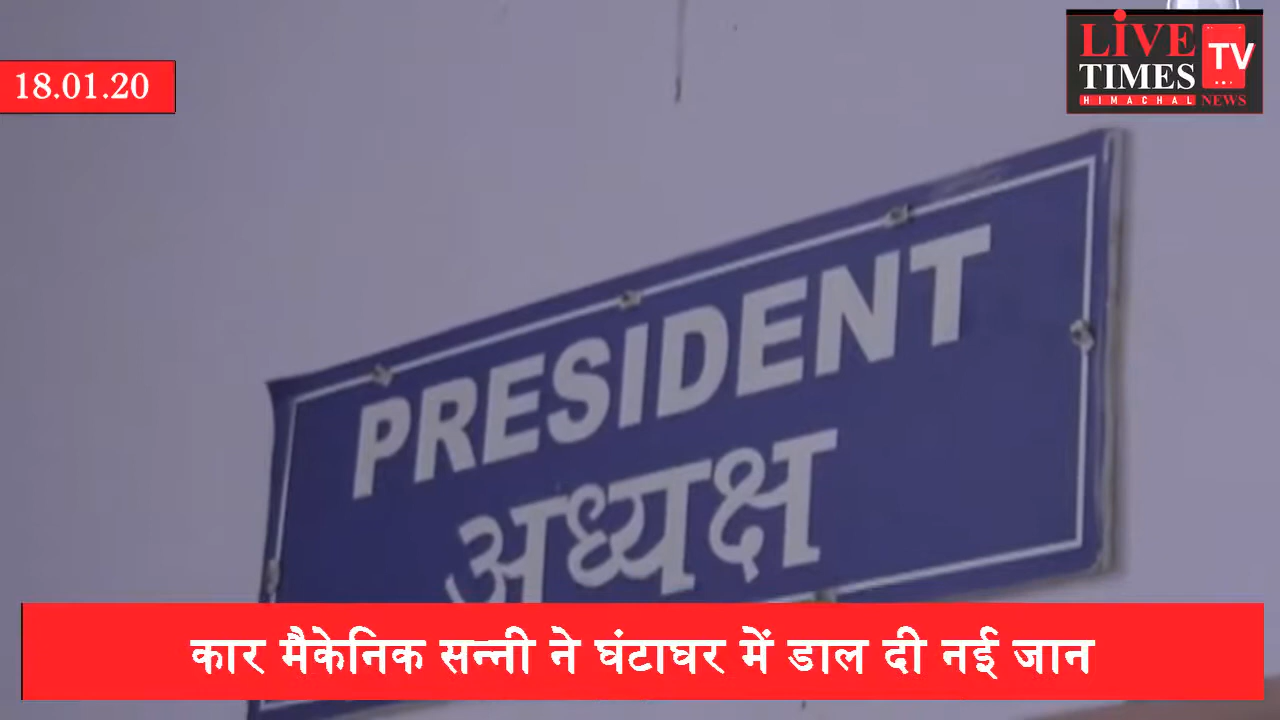 18.01.20
LIVE
TIMES
TV
HIMACHAL NEWS
PRESIDENT
अध्यक्ष
कार मैकेनिक सन्नी ने घंटाघर में डाल दी नई जान